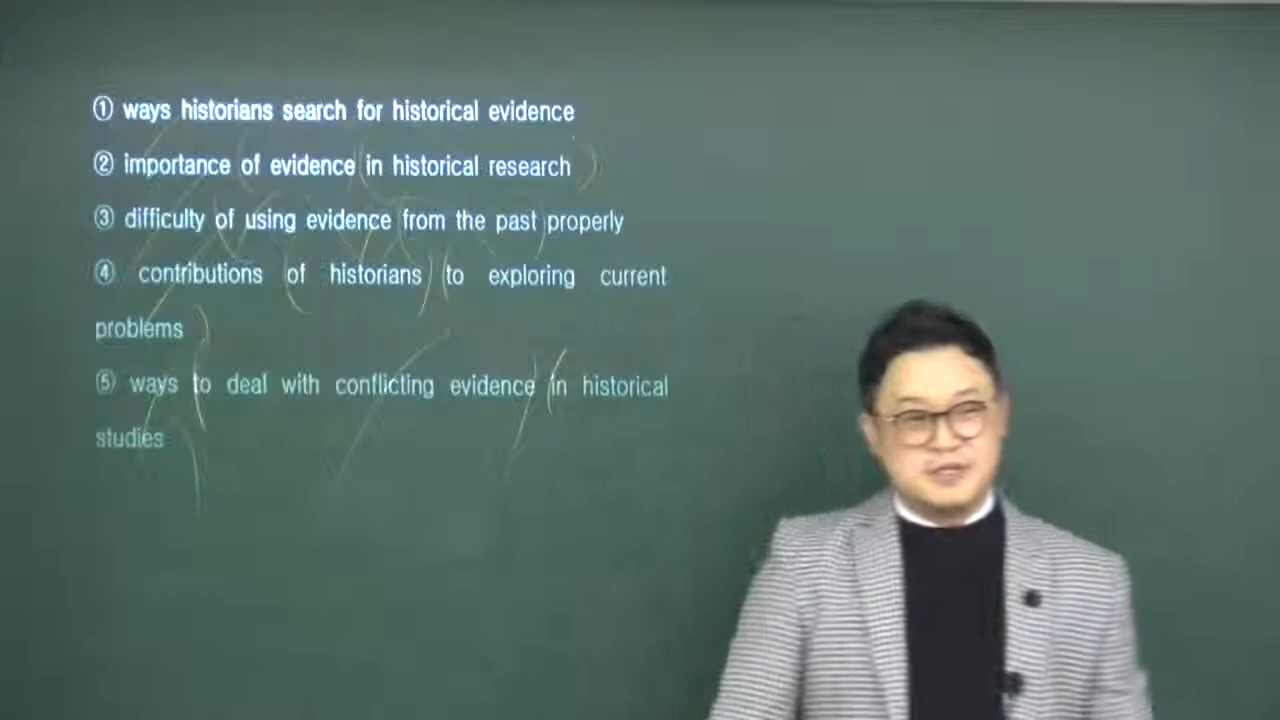 ① ways historians search for historical evidence
② importance of evidence in historical research
③ difficulty of using evidence from the past properly
④ contributions of historians to exploring current
problems
⑤ ways to deal with conflicting evidence in historical
studies